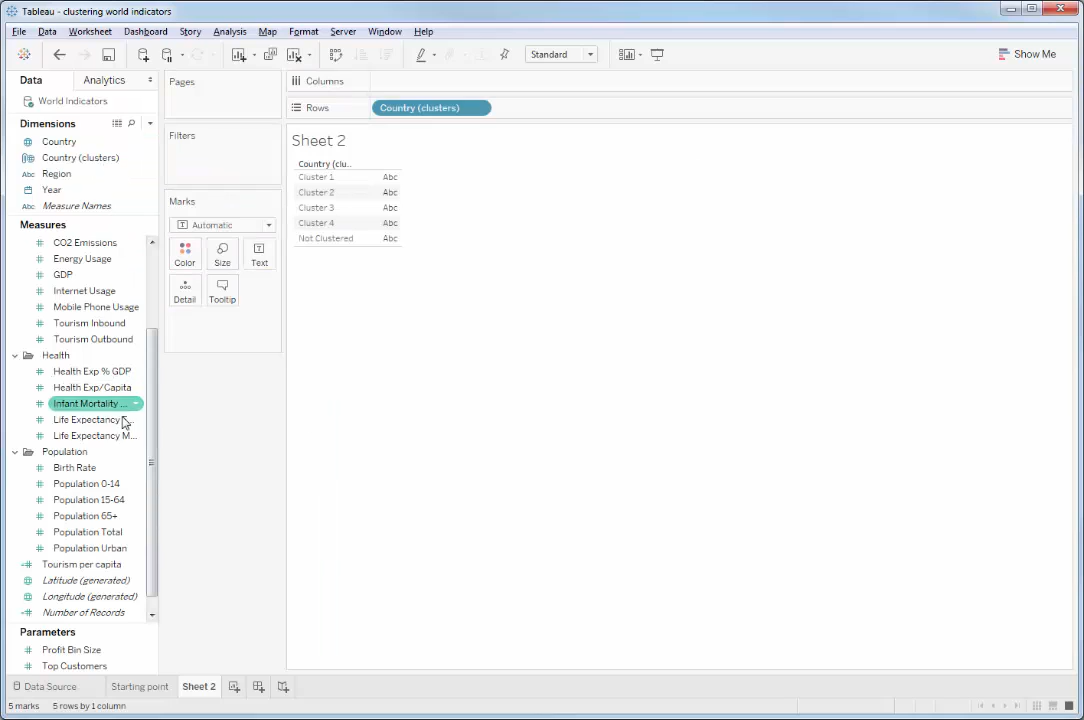 Tableau - clustering world indicators
File Data Worksheet Dashboard Story Analysis Map Format Server Window Help
Standard
Show Me
Data Analytics
World Indicators
Dimensions
Country
Country (clusters)
Abc Region
Year
Abc Measure Names
Measures
CO2 Emissions
Energy Usage
GDP
Internet Usage
Mobile Phone Usage
Tourism Inbound
Tourism Outbound
Health
Health Exp % GDP
Health Exp/Capita
Infant Mortality ...
Life Expectancy
Life Expectancy M...
Population
Birth Rate
Population 0-14
Population 15-64
Population 65+
Population Total
Population Urban
Tourism per capita
Latitude (generated)
Longitude (generated)
Number of Records
Parameters
Profit Bin Size
Top Customers
Pages
Filters
Marks
Automatic
Color Size Text
Detail Tooltip
Columns
Rows Country (clusters)
Sheet 2
Country (clu..
Cluster 1 Abc
Cluster 2 Abc
Cluster 3 Abc
Cluster 4 Abc
Not Clustered Abc
Data Source Starting point Sheet 2
5 marks 5 rows by 1 column